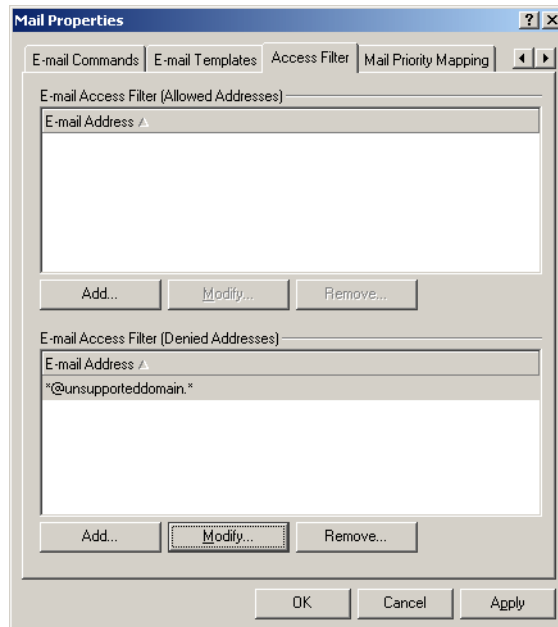 Mail Properties
E-mail Commands
E-mail Templates
Access Filter
Mail Priority Mapping
E-mail Access Filter (Allowed Addresses)
E-mail Address
Add...
Modify...
Remove...
E-mail Access Filter (Denied Addresses)
E-mail Address
*@unsupporteddomain.*
Add...
Modify...
Remove...
OK
Cancel
Apply